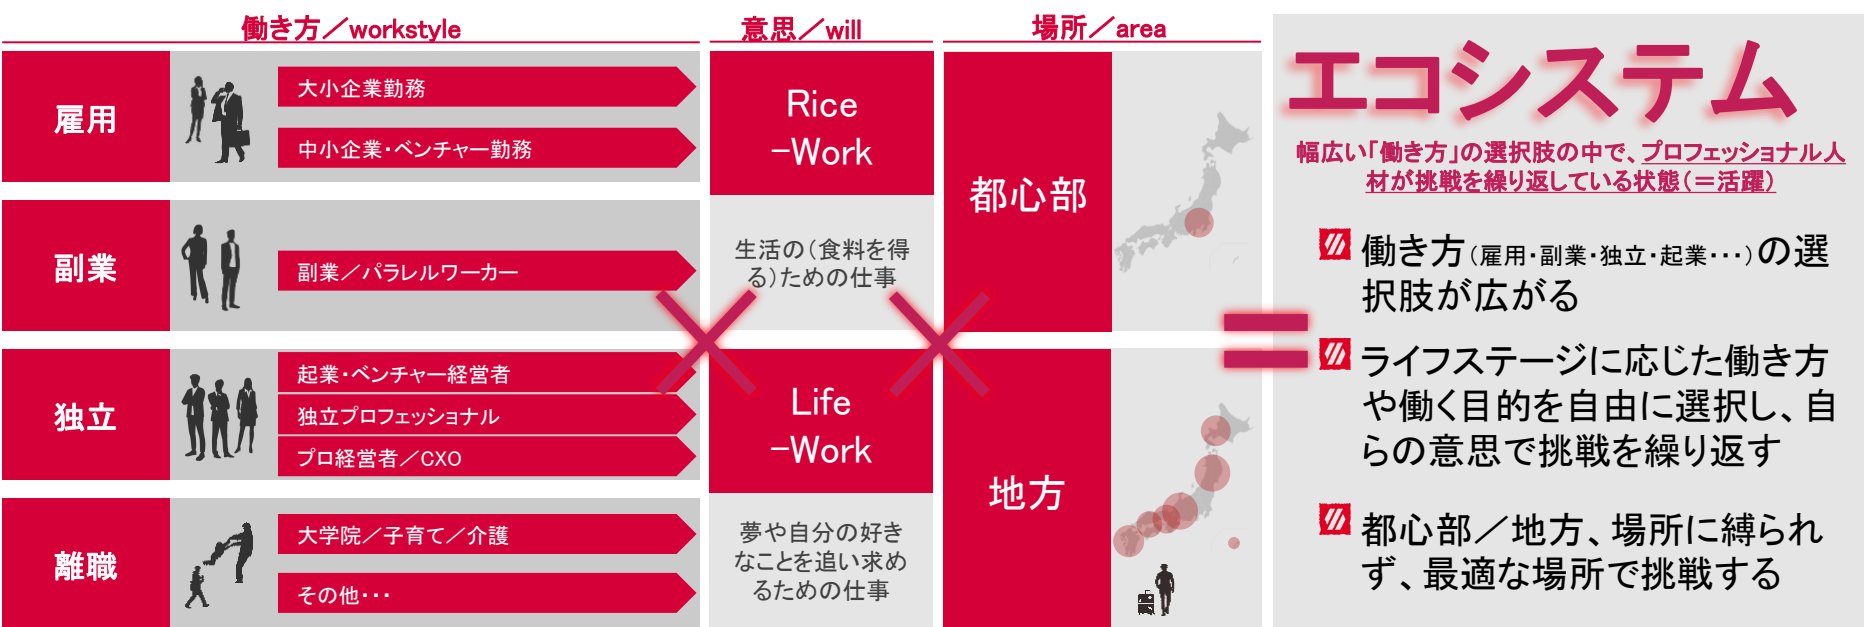 働き方／workstyle
雇用
大小企業勤務
中小企業・ベンチャー勤務
副業
副業／パラレルワーカー
独立
起業・ベンチャー経営者
独立プロフェッショナル
プロ経営者／CXO
離職
大学院／子育て／介護
その他・・・
意思／will
Rice
-Work
生活の（食料を得
る）ための仕事
Life
-Work
夢や自分の好き
なことを追い求め
るための仕事
場所／area
都心部
地方
×
×
=
エコシステム
幅広い「働き方」の選択肢の中で、プロフェッショナル人
材が挑戦を繰り返している状態（＝活躍）
働き方（雇用・副業・独立・起業・・・）の選
択肢が広がる
ライフステージに応じた働き方
や働く目的を自由に選択し、自
らの意思で挑戦を繰り返す
都心部／地方、場所に縛られ
ず、最適な場所で挑戦する